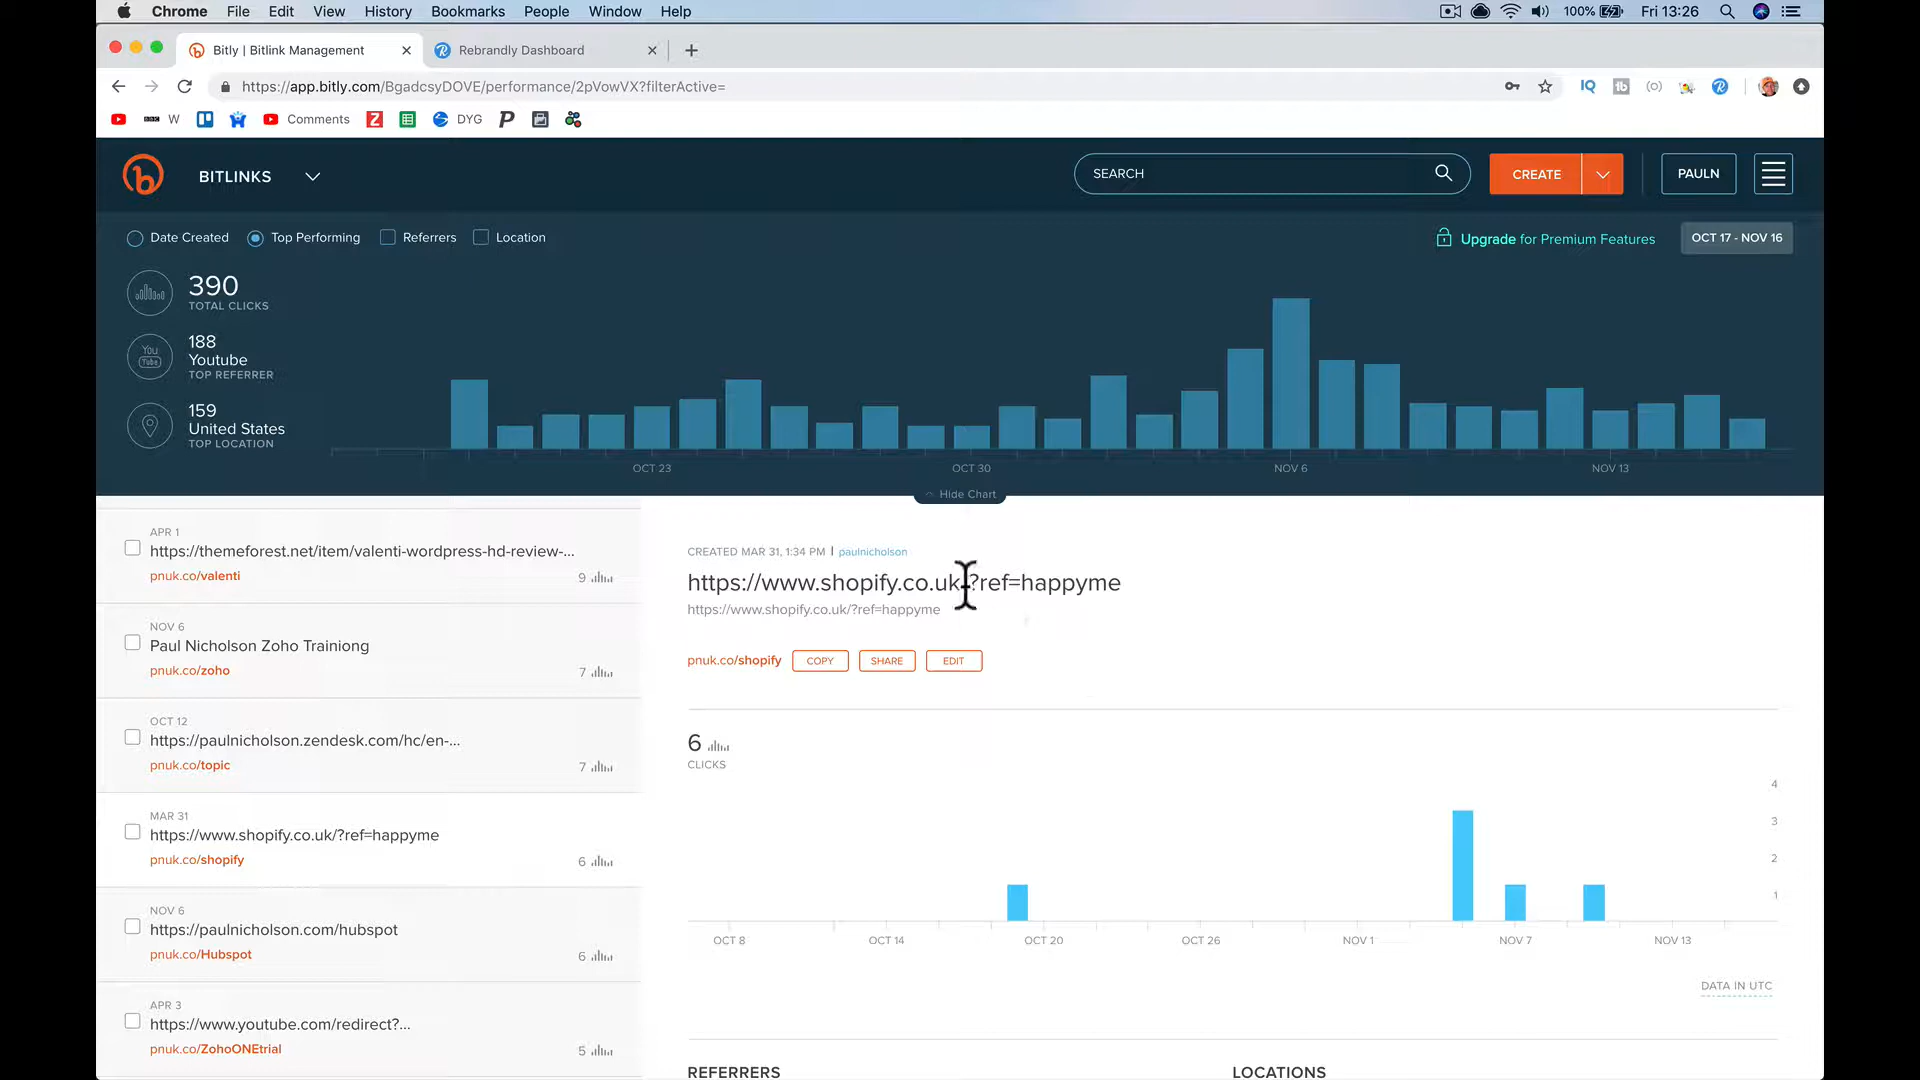 Chrome File Edit View History Bookmarks People Window Help 100% Fri 13:26
Bitly | Bitlink Management
Rebrandly Dashboard
https://app.bitly.com/BgadcsyDOVE/performance/2pVowVX?filterActive=
W Comments DYG
BITLINKS
SEARCH
CREATE
PAULN
Date Created Top Performing Referrers Location
Upgrade for Premium Features
OCT 17 - NOV 16
390
TOTAL CLICKS
You Tube
188
Youtube
TOP REFERRER
159
United States
TOP LOCATION
OCT 23 OCT 30 NOV 6 NOV 13
Hide Chart
APR 1
https://themeforest.net/item/valenti-wordpress-hd-review-...
pnuk.co/valenti
9
NOV 6
Paul Nicholson Zoho Trainiong
pnuk.co/zoho
7
OCT 12
https://paulnicholson.zendesk.com/hc/en-...
pnuk.co/topic
7
MAR 31
https://www.shopify.co.uk/?ref=happyme
pnuk.co/shopify
6
NOV 6
https://paulnicholson.com/hubspot
pnuk.co/Hubspot
6
APR 3
https://www.youtube.com/redirect?...
pnuk.co/ZohoONEtrial
5
CREATED MAR 31, 1:34 PM | paulnicholson
https://www.shopify.co.uk/?ref=happyme
https://www.shopify.co.uk/?ref=happyme
pnuk.co/shopify COPY SHARE EDIT
6
CLICKS
4
3
2
1
OCT 8 OCT 14 OCT 20 OCT 26 NOV 1 NOV 7 NOV 13
DATA IN UTC
REFERRERS LOCATIONS